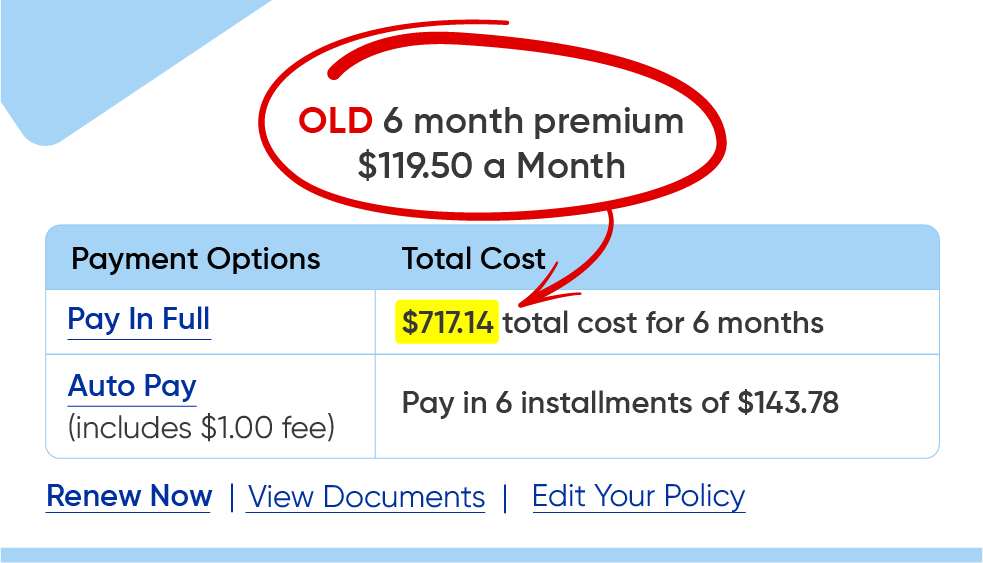 OLD 6 month premium
$119.50 a Month
Payment Options
Total Cost
Pay In Full
$717.14 total cost for 6 months
Auto Pay
(includes $1.00 fee)
Pay in 6 installments of $143.78
Renew Now | View Documents | Edit Your Policy